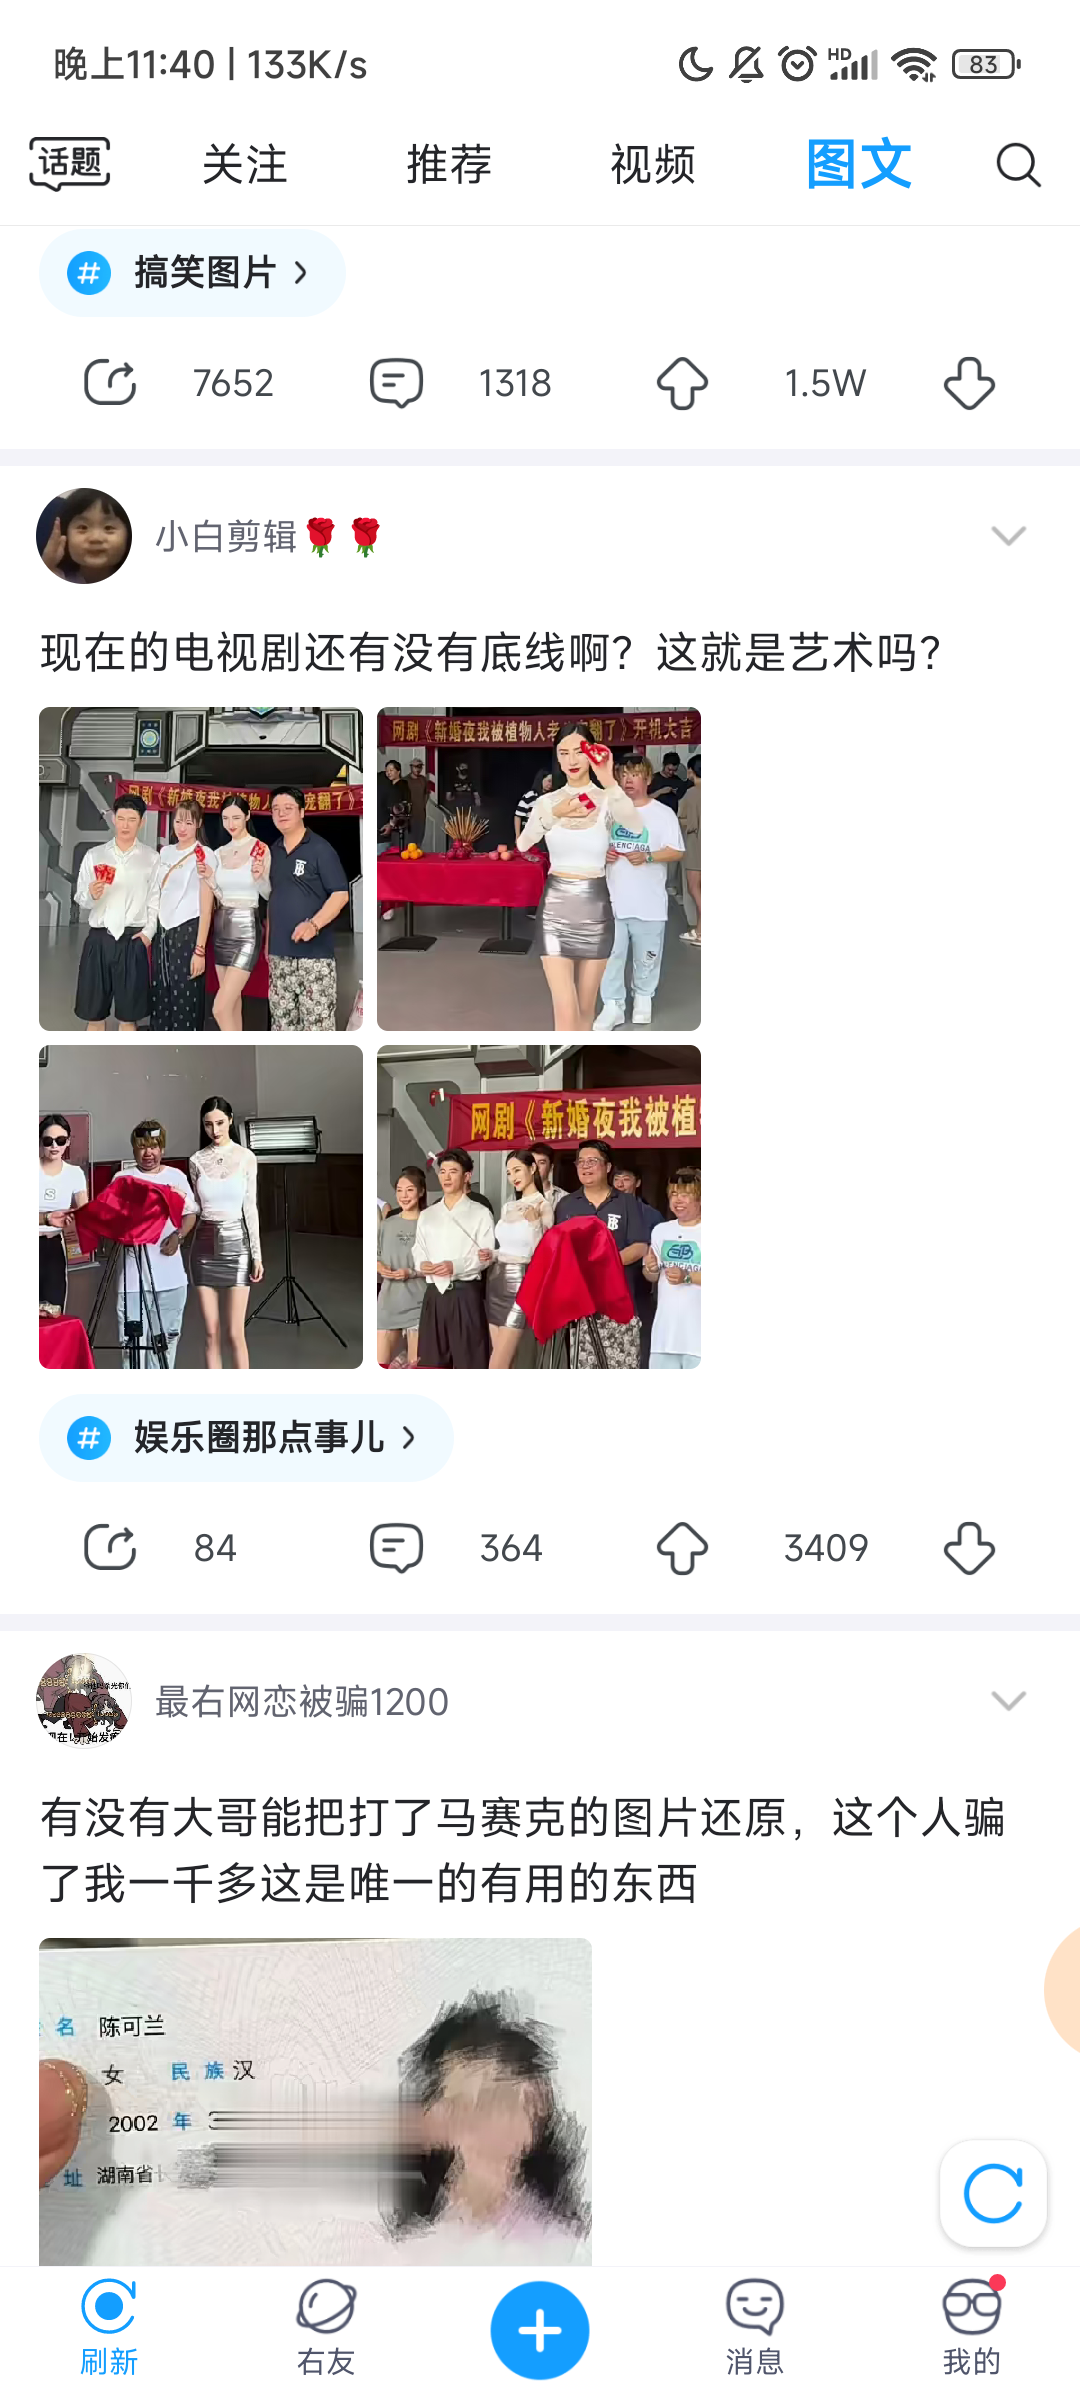 晚上11:40 | 133K/s
HD
83
话题
关注
推荐
视频
图文
# 搞笑图片
7652
1318
1.5W
小白剪辑🌹🌹
现在的电视剧还有没有底线啊？这就是艺术吗？
网剧《新婚夜我被植物人
宠翻了》
网剧《新婚夜我被植物人老
翻了》开机大吉
网剧《新婚夜我被植
# 娱乐圈那点事儿
84
364
3409
最右网恋被骗1200
有没有大哥能把打了马赛克的图片还原，这个人骗
了我一千多这是唯一的有用的东西
名 陈可兰
女 民族 汉
2002 年
址 湖南省
刷新
右友
消息
我的